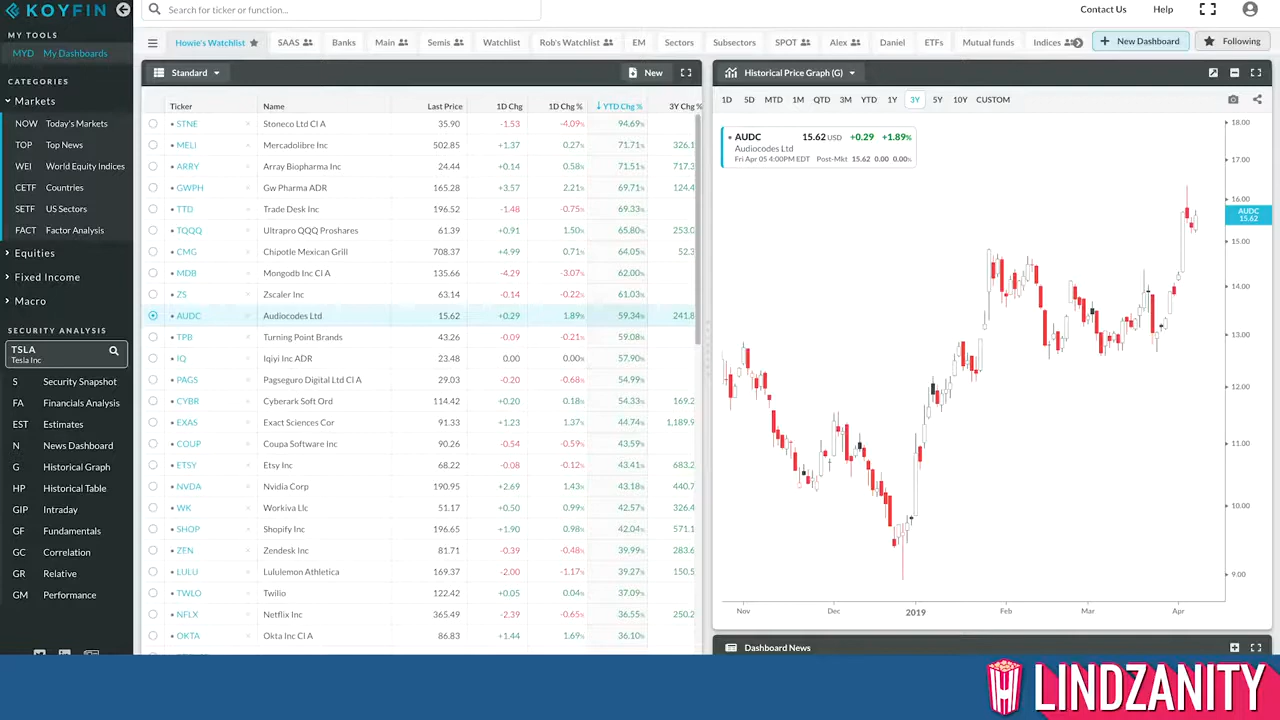 KOYFIN
Search for ticker or function...
Contact Us
Help
MY TOOLS
MYD My Dashboards
CATEGORIES
Markets
NOW Today's Markets
TOP Top News
WEI World Equity Indices
CETF Countries
SETF US Sectors
FACT Factor Analysis
Equities
Fixed Income
Macro
SECURITY ANALYSIS
TSLA
Tesla Inc
S Security Snapshot
FA Financials Analysis
EST Estimates
N News Dashboard
G Historical Graph
HP Historical Table
GIP Intraday
GF Fundamentals
GC Correlation
GR Relative
GM Performance
Howie's Watchlist SAAS Banks Main Semis Watchlist Rob's Watchlist EM Sectors Subsectors SPOT Alex Daniel ETFs Mutual funds Indices
+ New Dashboard
Following
Standard
New
Ticker Name Last Price 1D Chg 1D Chg % ↓ YTD Chg % 3Y Chg %
STNE Stoneco Ltd Cl A 35.90 -1.53 -4.09% 94.69%
MELI Mercadolibre Inc 502.85 +1.37 0.27% 71.71% 326.1
ARRY Array Biopharma Inc 24.44 +0.14 0.58% 71.51% 717.3
GWPH Gw Pharma ADR 165.28 +3.57 2.21% 69.71% 124.4
TTD Trade Desk Inc 196.52 -1.48 -0.75% 69.33%
TQQQ Ultrapro QQQ Proshares 61.39 +0.91 1.50% 65.80% 253.0
CMG Chipotle Mexican Grill 708.37 +4.99 0.71% 64.05% 52.3
MDB Mongodb Inc Cl A 135.66 -4.29 -3.07% 62.00%
ZS Zscaler Inc 63.14 -0.14 -0.22% 61.03%
AUDC Audiocodes Ltd 15.62 +0.29 1.89% 59.34% 241.8
TPB Turning Point Brands 43.26 -0.09 -0.21% 59.08%
IQ Iqiyi Inc ADR 23.48 0.00 0.00% 57.90%
PAGS Pagseguro Digital Ltd Cl A 29.03 -0.20 -0.68% 54.99%
CYBR Cyberark Soft Ord 114.42 +0.20 0.18% 54.33% 169.2
EXAS Exact Sciences Cor 91.33 +1.23 1.37% 44.74% 1,189.9
COUP Coupa Software Inc 90.26 -0.54 -0.59% 43.59%
ETSY Etsy Inc 68.22 -0.08 -0.12% 43.41% 683.2
NVDA Nvidia Corp 190.95 +2.69 1.43% 43.18% 440.7
WK Workiva Llc 51.17 +0.50 0.99% 42.57% 326.4
SHOP Shopify Inc 196.65 +1.90 0.98% 42.04% 571.1
ZEN Zendesk Inc 81.71 -0.39 -0.48% 39.99% 283.6
LULU Lululemon Athletica 169.37 -2.00 -1.17% 39.27% 150.5
TWLO Twilio 122.42 +0.05 0.04% 37.09%
NFLX Netflix Inc 365.49 -2.39 -0.65% 36.55% 250.2
OKTA Okta Inc Cl A 86.83 +1.44 1.69% 36.10%
Historical Price Graph (G)
1D 5D MTD 1M QTD 3M YTD 1Y 3Y 5Y 10Y CUSTOM
AUDC 15.62 USD +0.29 +1.89%
Audiocodes Ltd
Fri Apr 05 4:00PM EDT Post-Mkt 15.62 0.00 0.00%
18.00
17.00
16.00
AUDC
15.62
15.00
14.00
13.00
12.00
11.00
10.00
9.00
Nov Dec 2019 Feb Mar Apr
Dashboard News
LINDZANITY